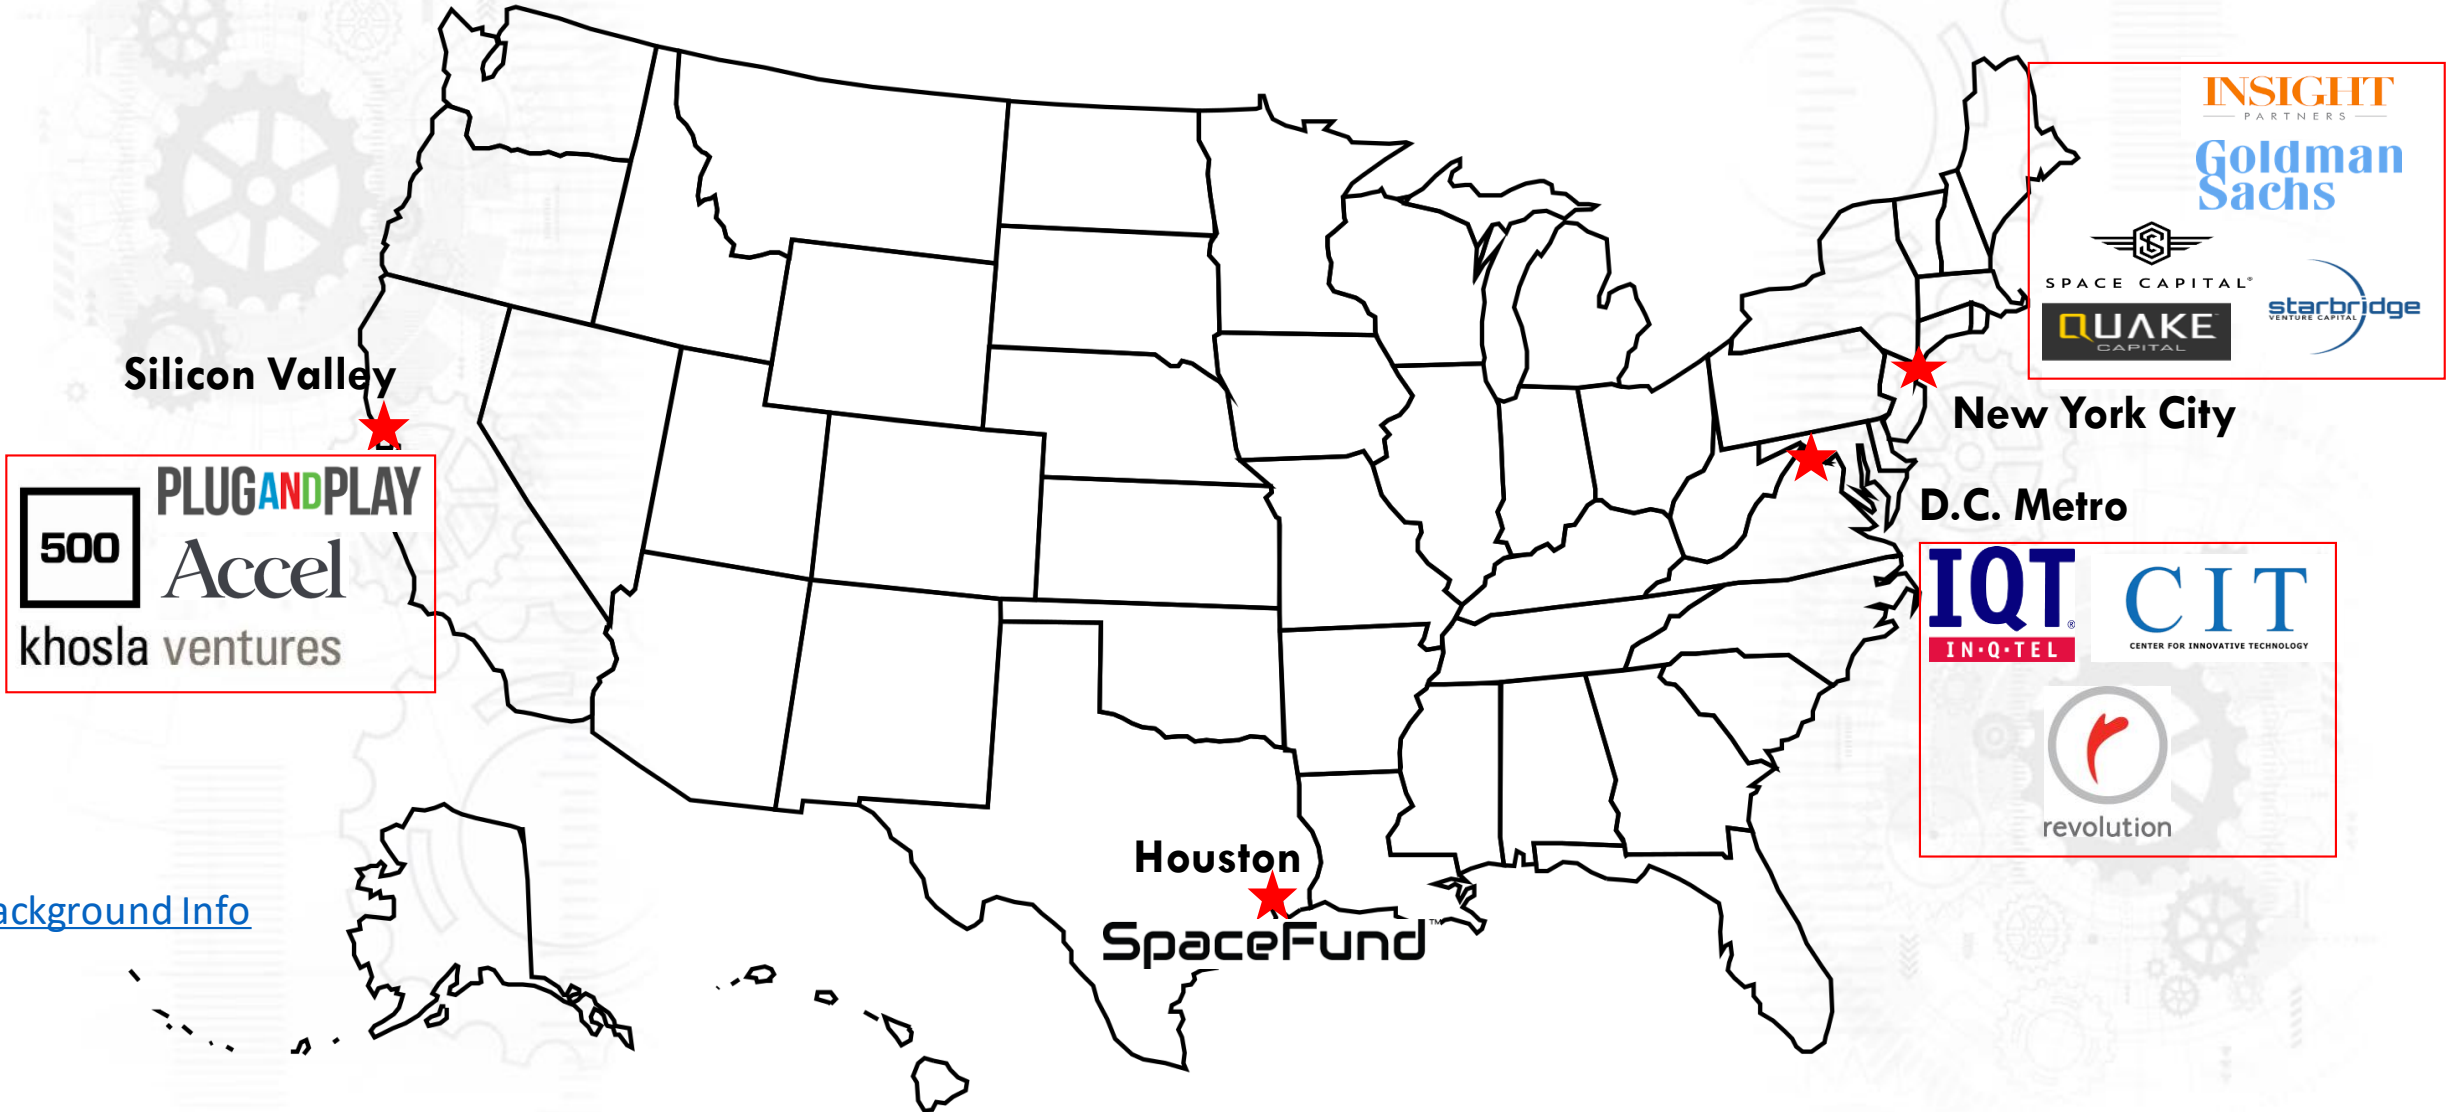 INSIGHT
PARTNERS
Goldman
Sachs
SPACE CAPITAL®
starbridge
VENTURE CAPITAL
QUAKE
CAPITAL
Silicon Valley
New York City
PLUGANDPLAY
500
Accel
khosla ventures
D.C. Metro
IQT®
IN·Q·TEL
CIT
CENTER FOR INNOVATIVE TECHNOLOGY
revolution
Houston
SpaceFund™
ackground Info